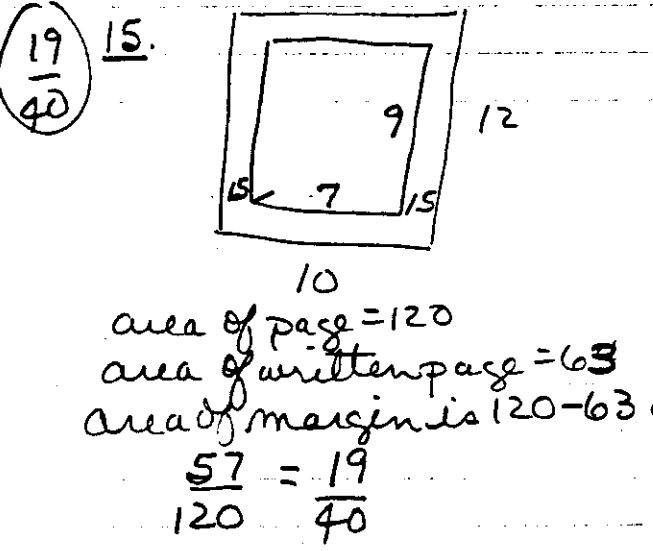 19/40 15.
9 12
15 7 15
10
area of page = 120
area of written page = 63
area of margin is 120-63
57/120 = 19/40